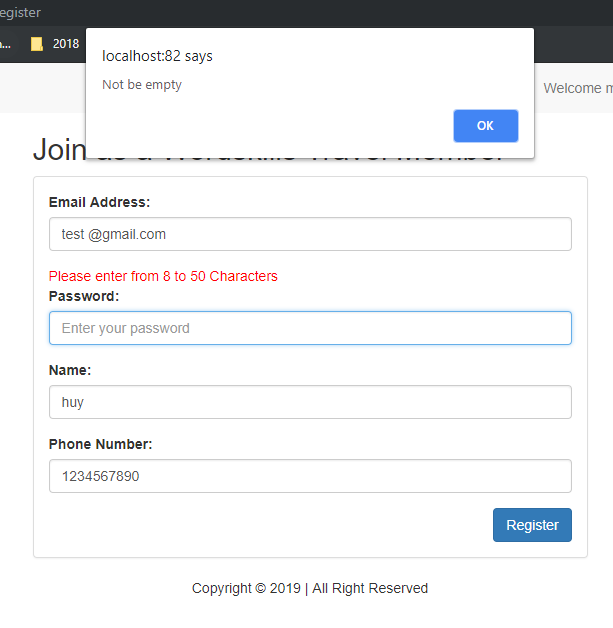 egister
2018
localhost:82 says
Not be empty
OK
Welcome
Join
Email Address:
test @gmail.com
Please enter from 8 to 50 Characters
Password:
Enter your password
Name:
huy
Phone Number:
1234567890
Register
Copyright © 2019 | All Right Reserved